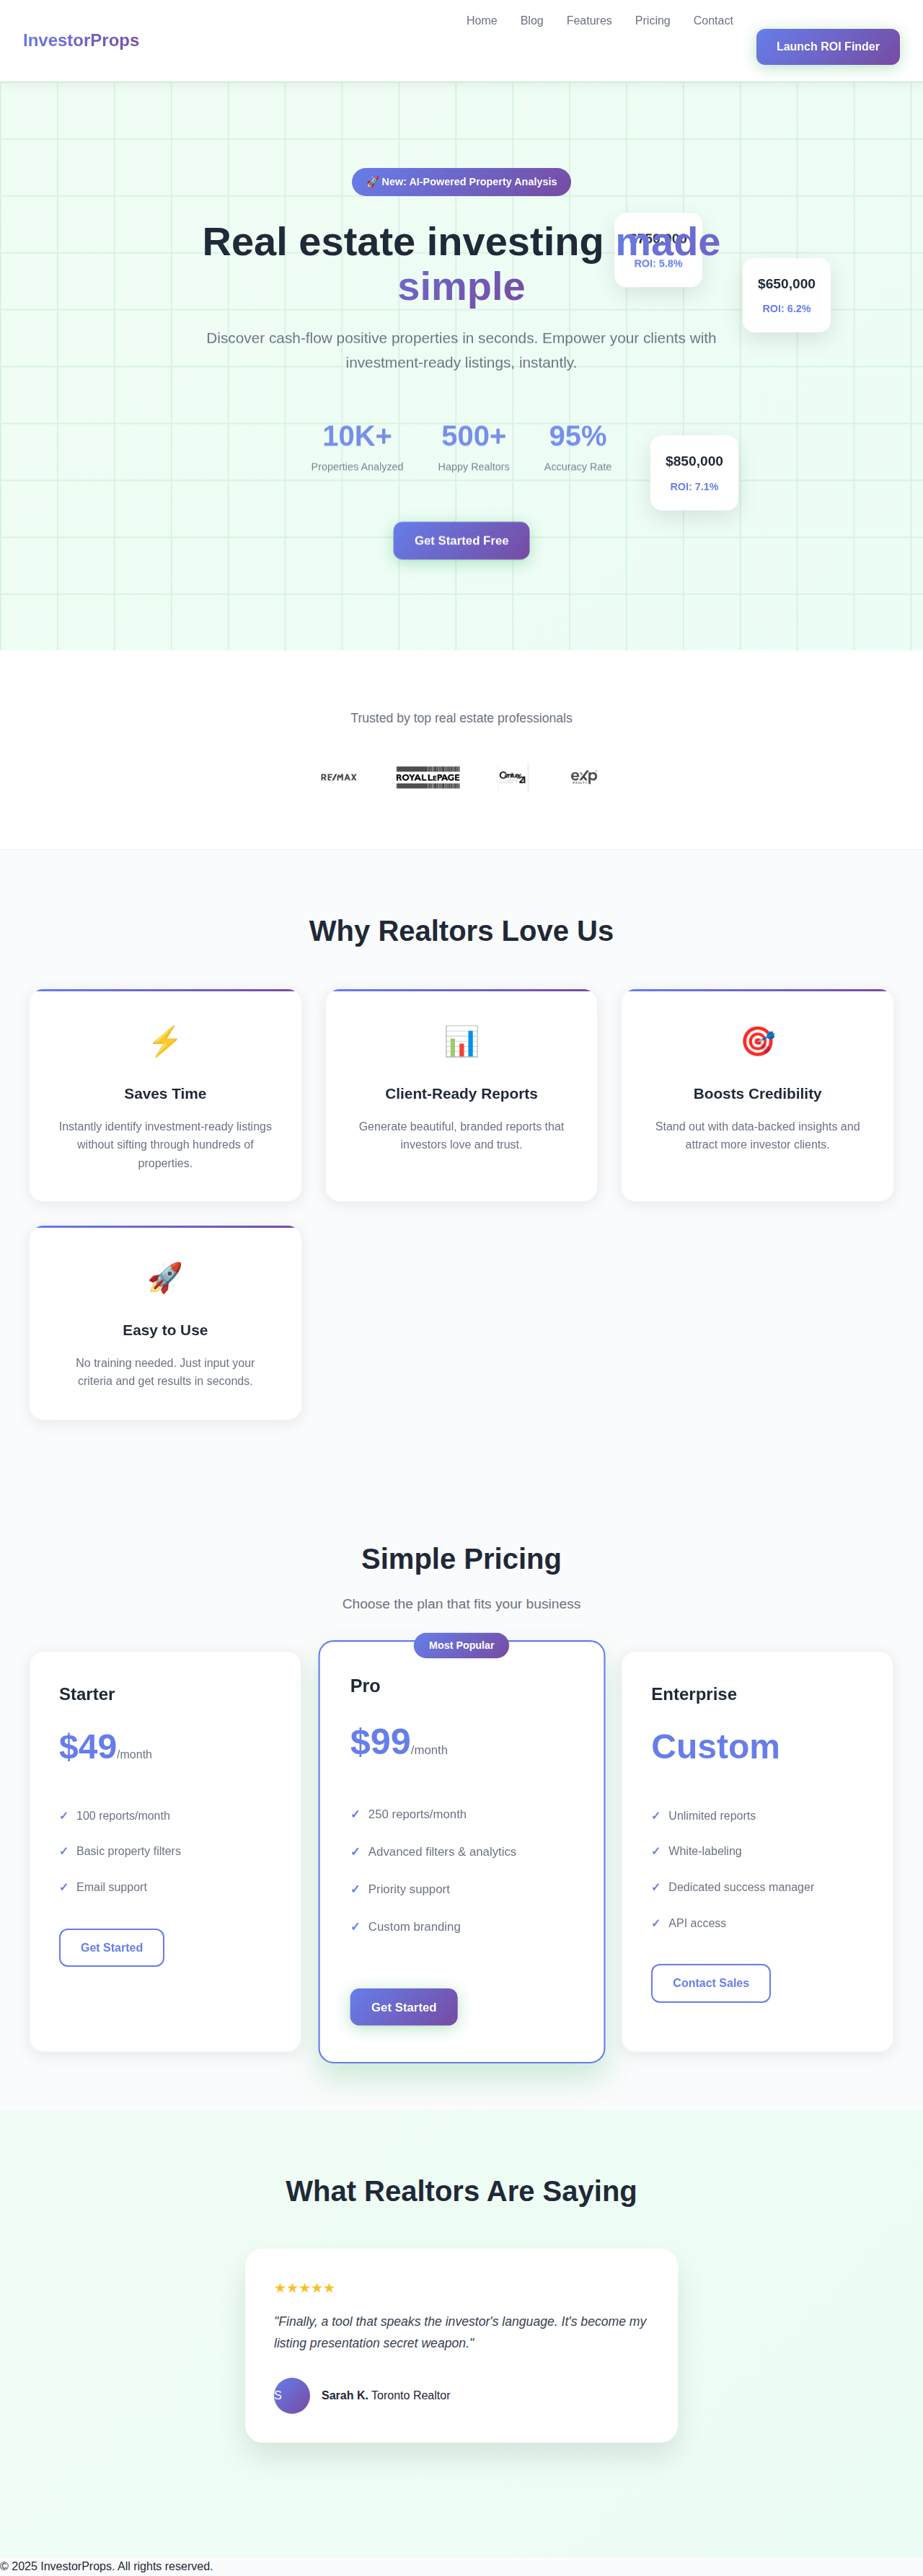 InvestorProps
Home Blog Features Pricing Contact
Launch ROI Finder
🚀 New: AI-Powered Property Analysis
Real estate investing made
simple
$750,000
ROI: 5.8%
$650,000
ROI: 6.2%
Discover cash-flow positive properties in seconds. Empower your clients with
investment-ready listings, instantly.
10K+ 500+ 95%
Properties Analyzed Happy Realtors Accuracy Rate
$850,000
ROI: 7.1%
Get Started Free
Trusted by top real estate professionals
RE/MAX ROYAL LEPAGE Century 21 exp
REALTY
Why Realtors Love Us
⚡
Saves Time
Instantly identify investment-ready listings
without sifting through hundreds of
properties.
📊
Client-Ready Reports
Generate beautiful, branded reports that
investors love and trust.
🎯
Boosts Credibility
Stand out with data-backed insights and
attract more investor clients.
🚀
Easy to Use
No training needed. Just input your
criteria and get results in seconds.
Simple Pricing
Choose the plan that fits your business
Starter
$49/month
✓ 100 reports/month
✓ Basic property filters
✓ Email support
Get Started
Most Popular
Pro
$99/month
✓ 250 reports/month
✓ Advanced filters & analytics
✓ Priority support
✓ Custom branding
Get Started
Enterprise
Custom
✓ Unlimited reports
✓ White-labeling
✓ Dedicated success manager
✓ API access
Contact Sales
What Realtors Are Saying
★★★★★
"Finally, a tool that speaks the investor's language. It's become my
listing presentation secret weapon."
S
Sarah K. Toronto Realtor
© 2025 InvestorProps. All rights reserved.